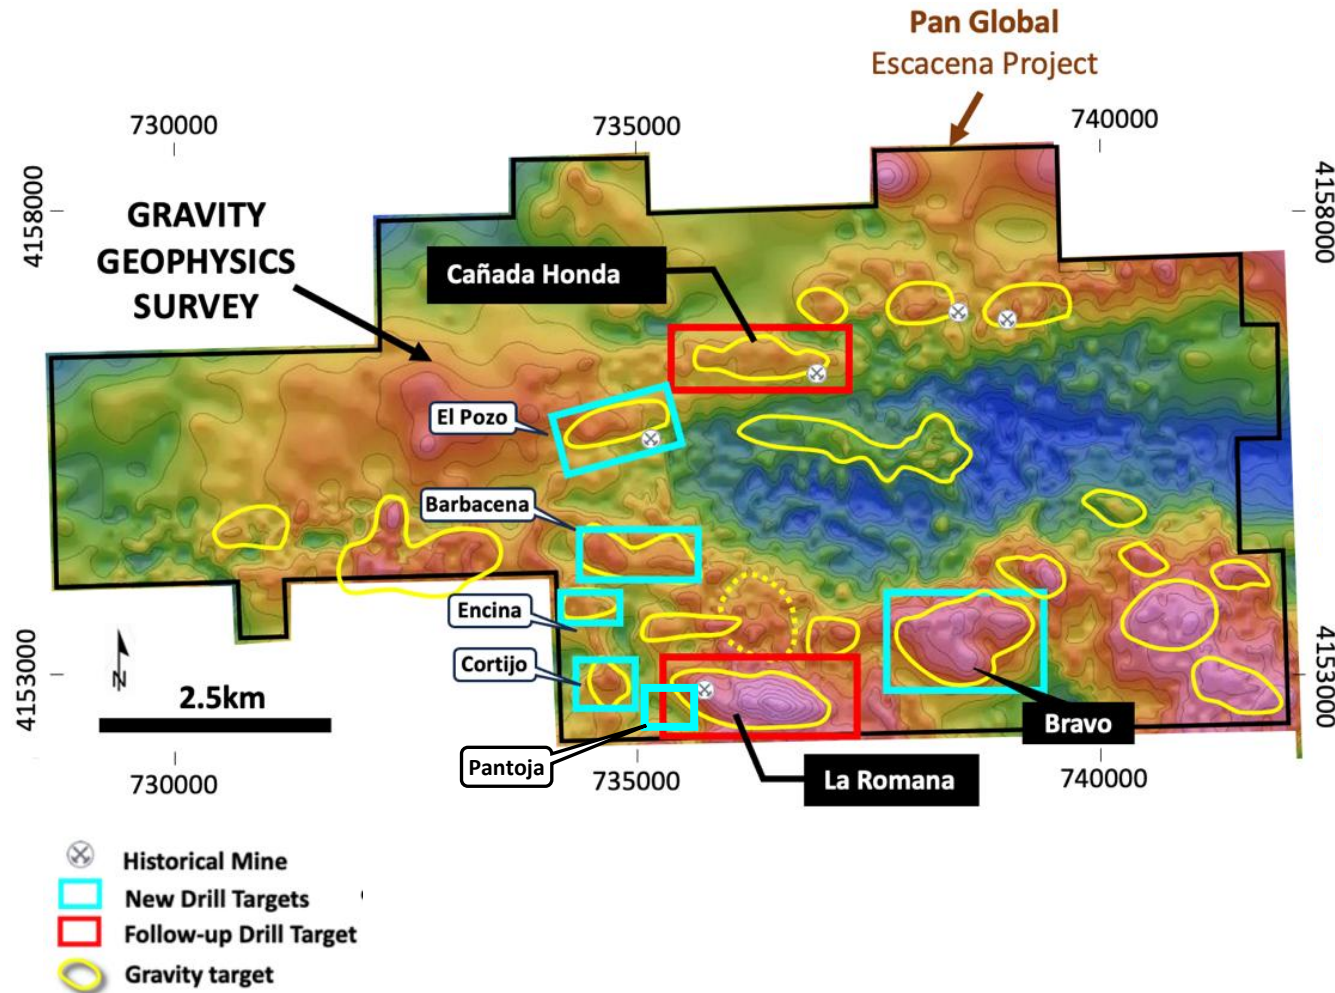 Pan Global
Escacena Project
730000
735000
740000
4158000
4158000
GRAVITY
GEOPHYSICS
SURVEY
Cañada Honda
El Pozo
Barbacena
Encina
Cortijo
4153000
4153000
N
2.5km
Pantoja
Bravo
La Romana
730000
735000
740000
Historical Mine
New Drill Targets
Follow-up Drill Target
Gravity target